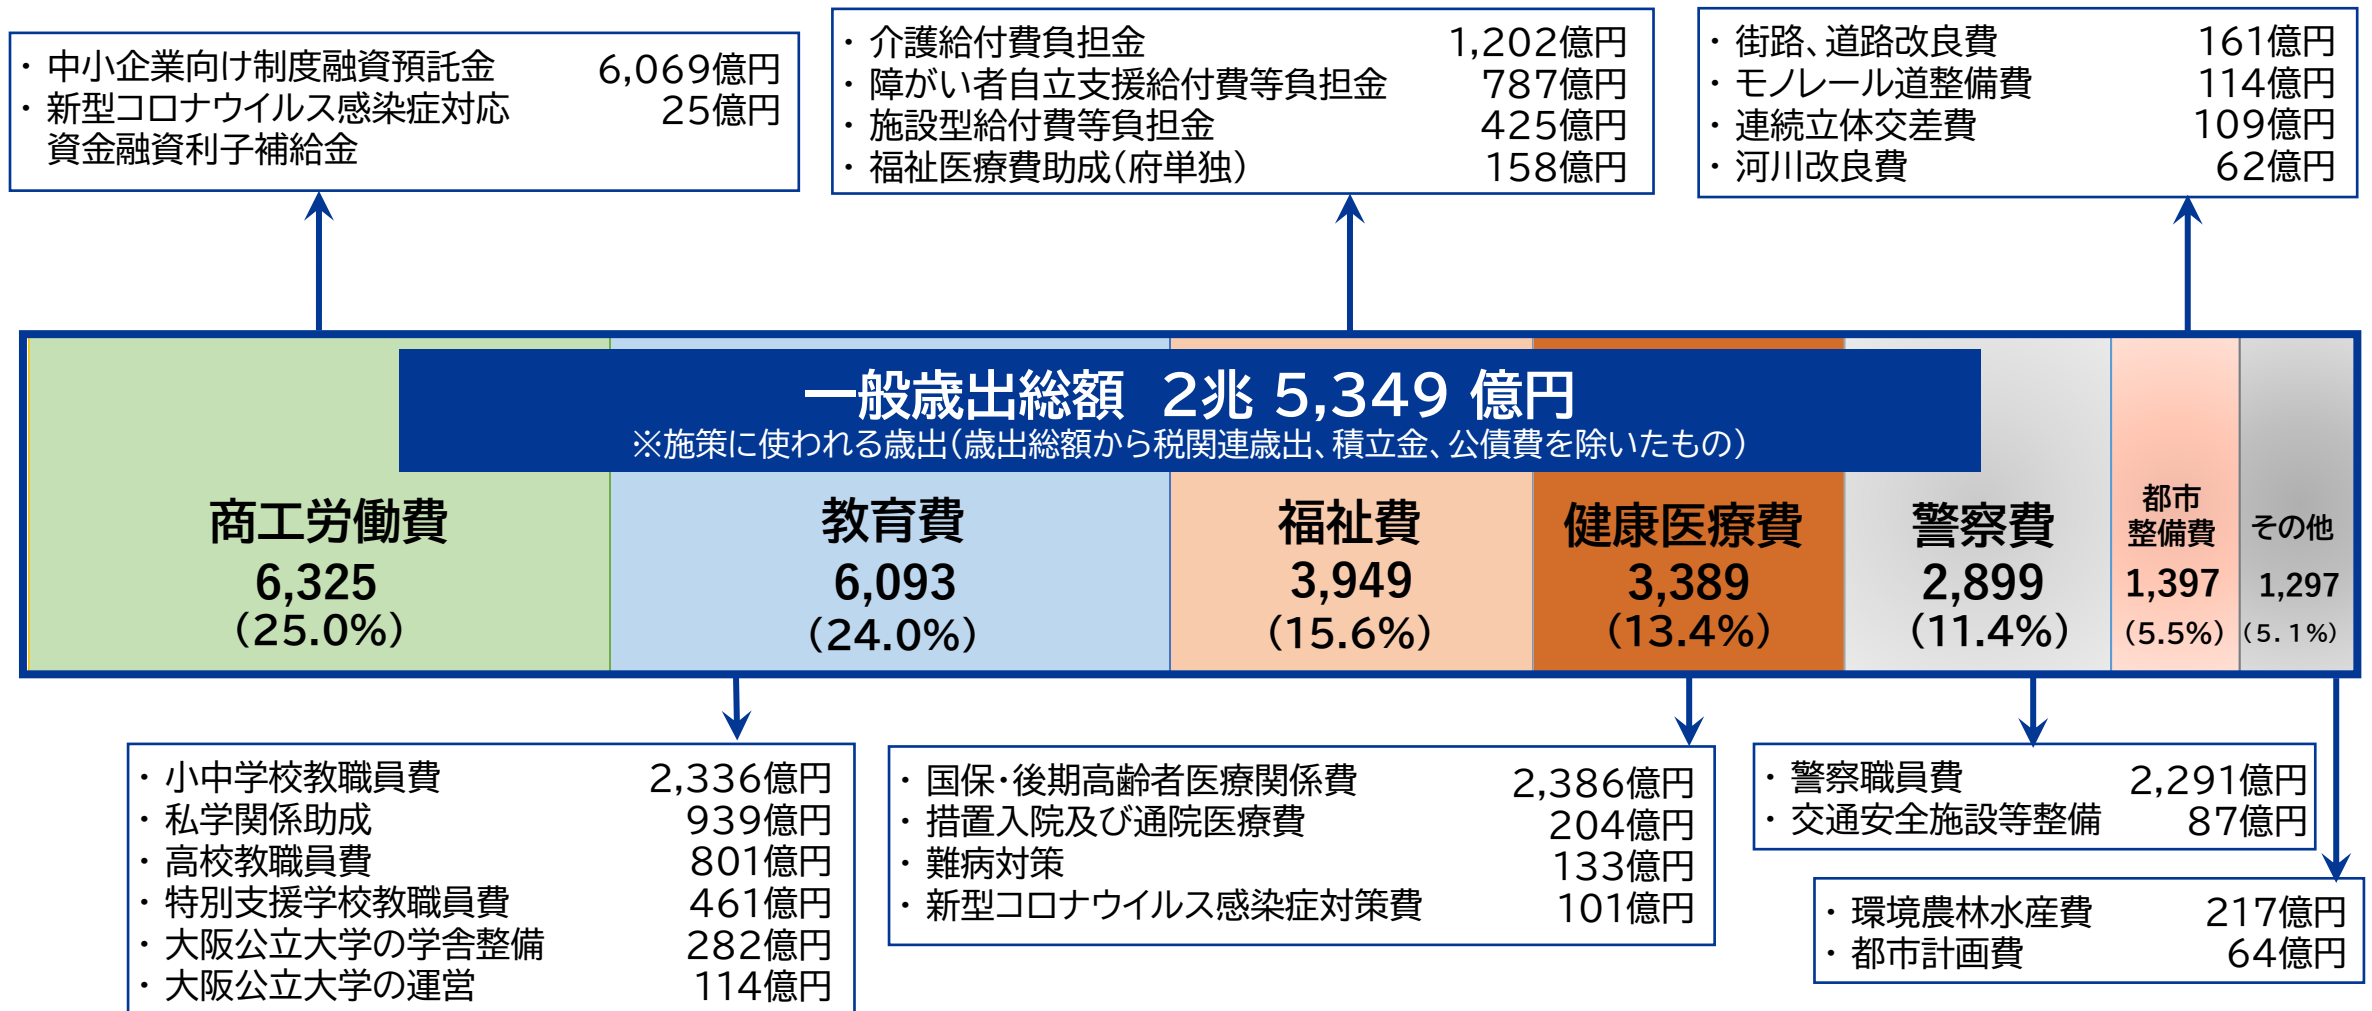 ・ 中小企業向け制度融資預託金 6,069億円
・ 新型コロナウイルス感染症対応 25億円
資金融資利子補給金
・ 介護給付費負担金 1,202億円
・ 障がい者自立支援給付費等負担金 787億円
・ 施設型給付費等負担金 425億円
・ 福祉医療費助成(府単独) 158億円
・ 街路、道路改良費 161億円
・ モノレール道整備費 114億円
・ 連続立体交差費 109億円
・ 河川改良費 62億円
一般歳出総額 2兆 5,349 億円
※施策に使われる歳出(歳出総額から税関連歳出、積立金、公債費を除いたもの)
商工労働費
6,325
(25.0%)
教育費
6,093
(24.0%)
福祉費
3,949
(15.6%)
健康医療費
3,389
(13.4%)
警察費
2,899
(11.4%)
都市
整備費
1,397
(5.5%)
その他
1,297
(5.1%)
・ 小中学校教職員費 2,336億円
・ 私学関係助成 939億円
・ 高校教職員費 801億円
・ 特別支援学校教職員費 461億円
・ 大阪公立大学の学舎整備 282億円
・ 大阪公立大学の運営 114億円
・ 国保・後期高齢者医療関係費 2,386億円
・ 措置入院及び通院医療費 204億円
・ 難病対策 133億円
・ 新型コロナウイルス感染症対策費 101億円
・ 警察職員費 2,291億円
・ 交通安全施設等整備 87億円
・ 環境農林水産費 217億円
・ 都市計画費 64億円